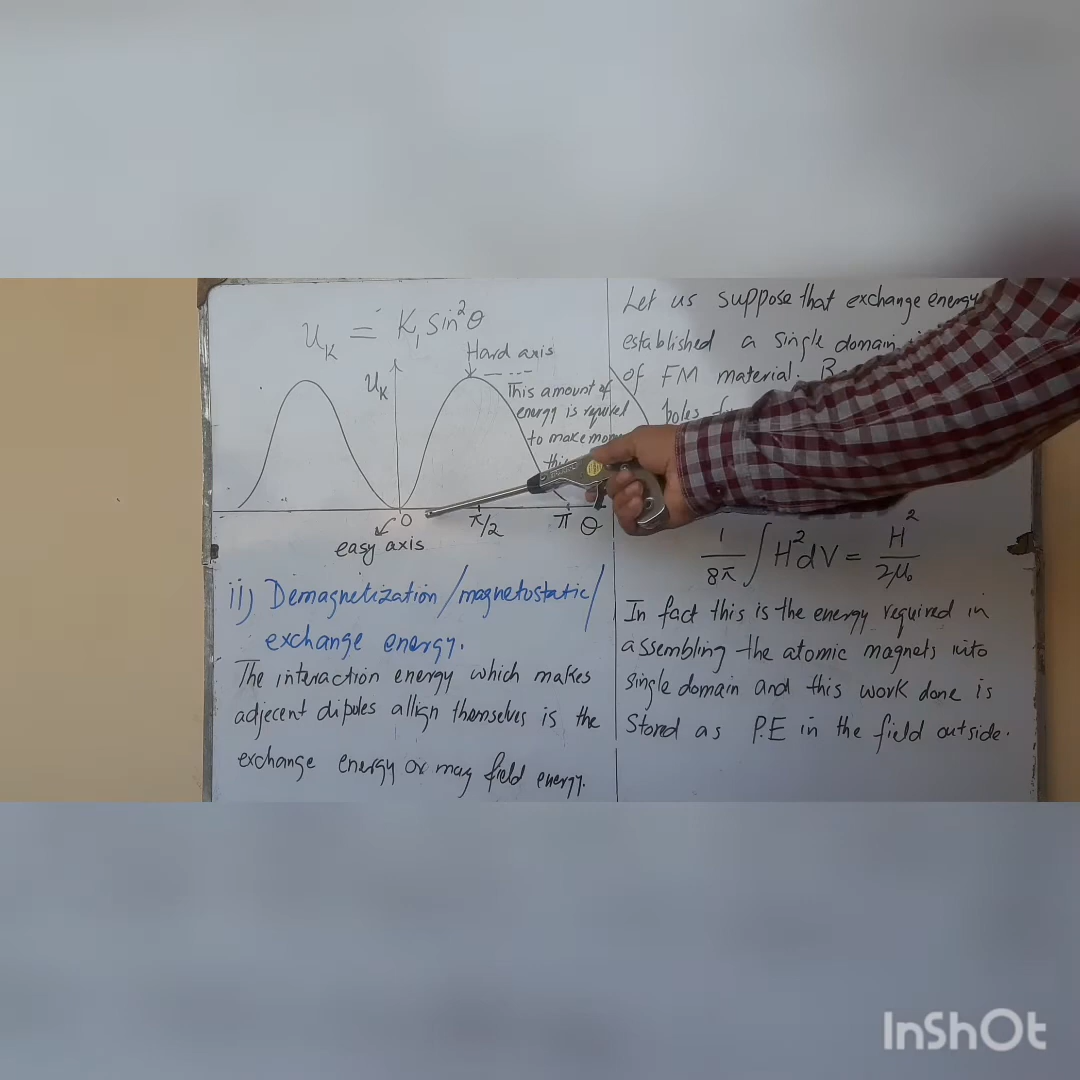 U_K = K₁ sin²θ
Hard axis
U_K
This amount of
energy is required
to make mom
this
0
π/2
π
θ
easy axis
ii) Demagnetization/magnetostatic/
exchange energy.
The interaction energy which makes
adjecent dipoles allign themselves is the
exchange energy or mag field energy.
Let us suppose that exchange energy
established a single domain
of FM material.
poles
1/8π ∫H²dV = H²/2μ₀
In fact this is the energy required in
assembling the atomic magnets into
single domain and this work done is
stored as P.E in the field outside.
InShOt